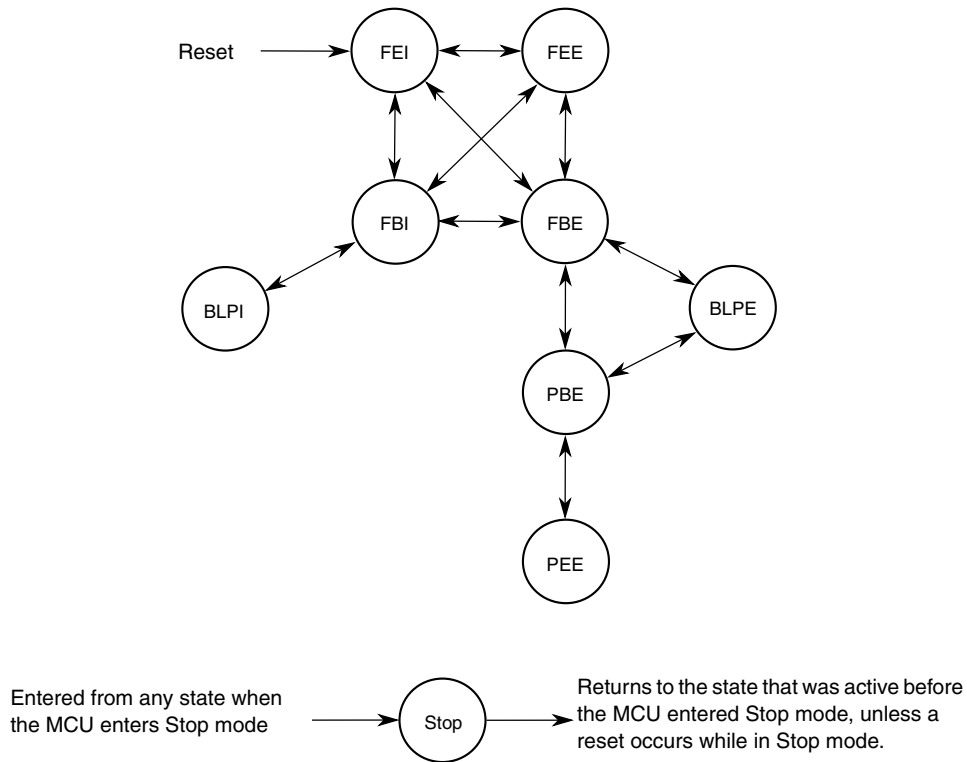 Reset
FEI
FEE
FBI
FBE
BLPI
BLPE
PBE
PEE
Entered from any state when
the MCU enters Stop mode
Stop
Returns to the state that was active before
the MCU entered Stop mode, unless a
reset occurs while in Stop mode.